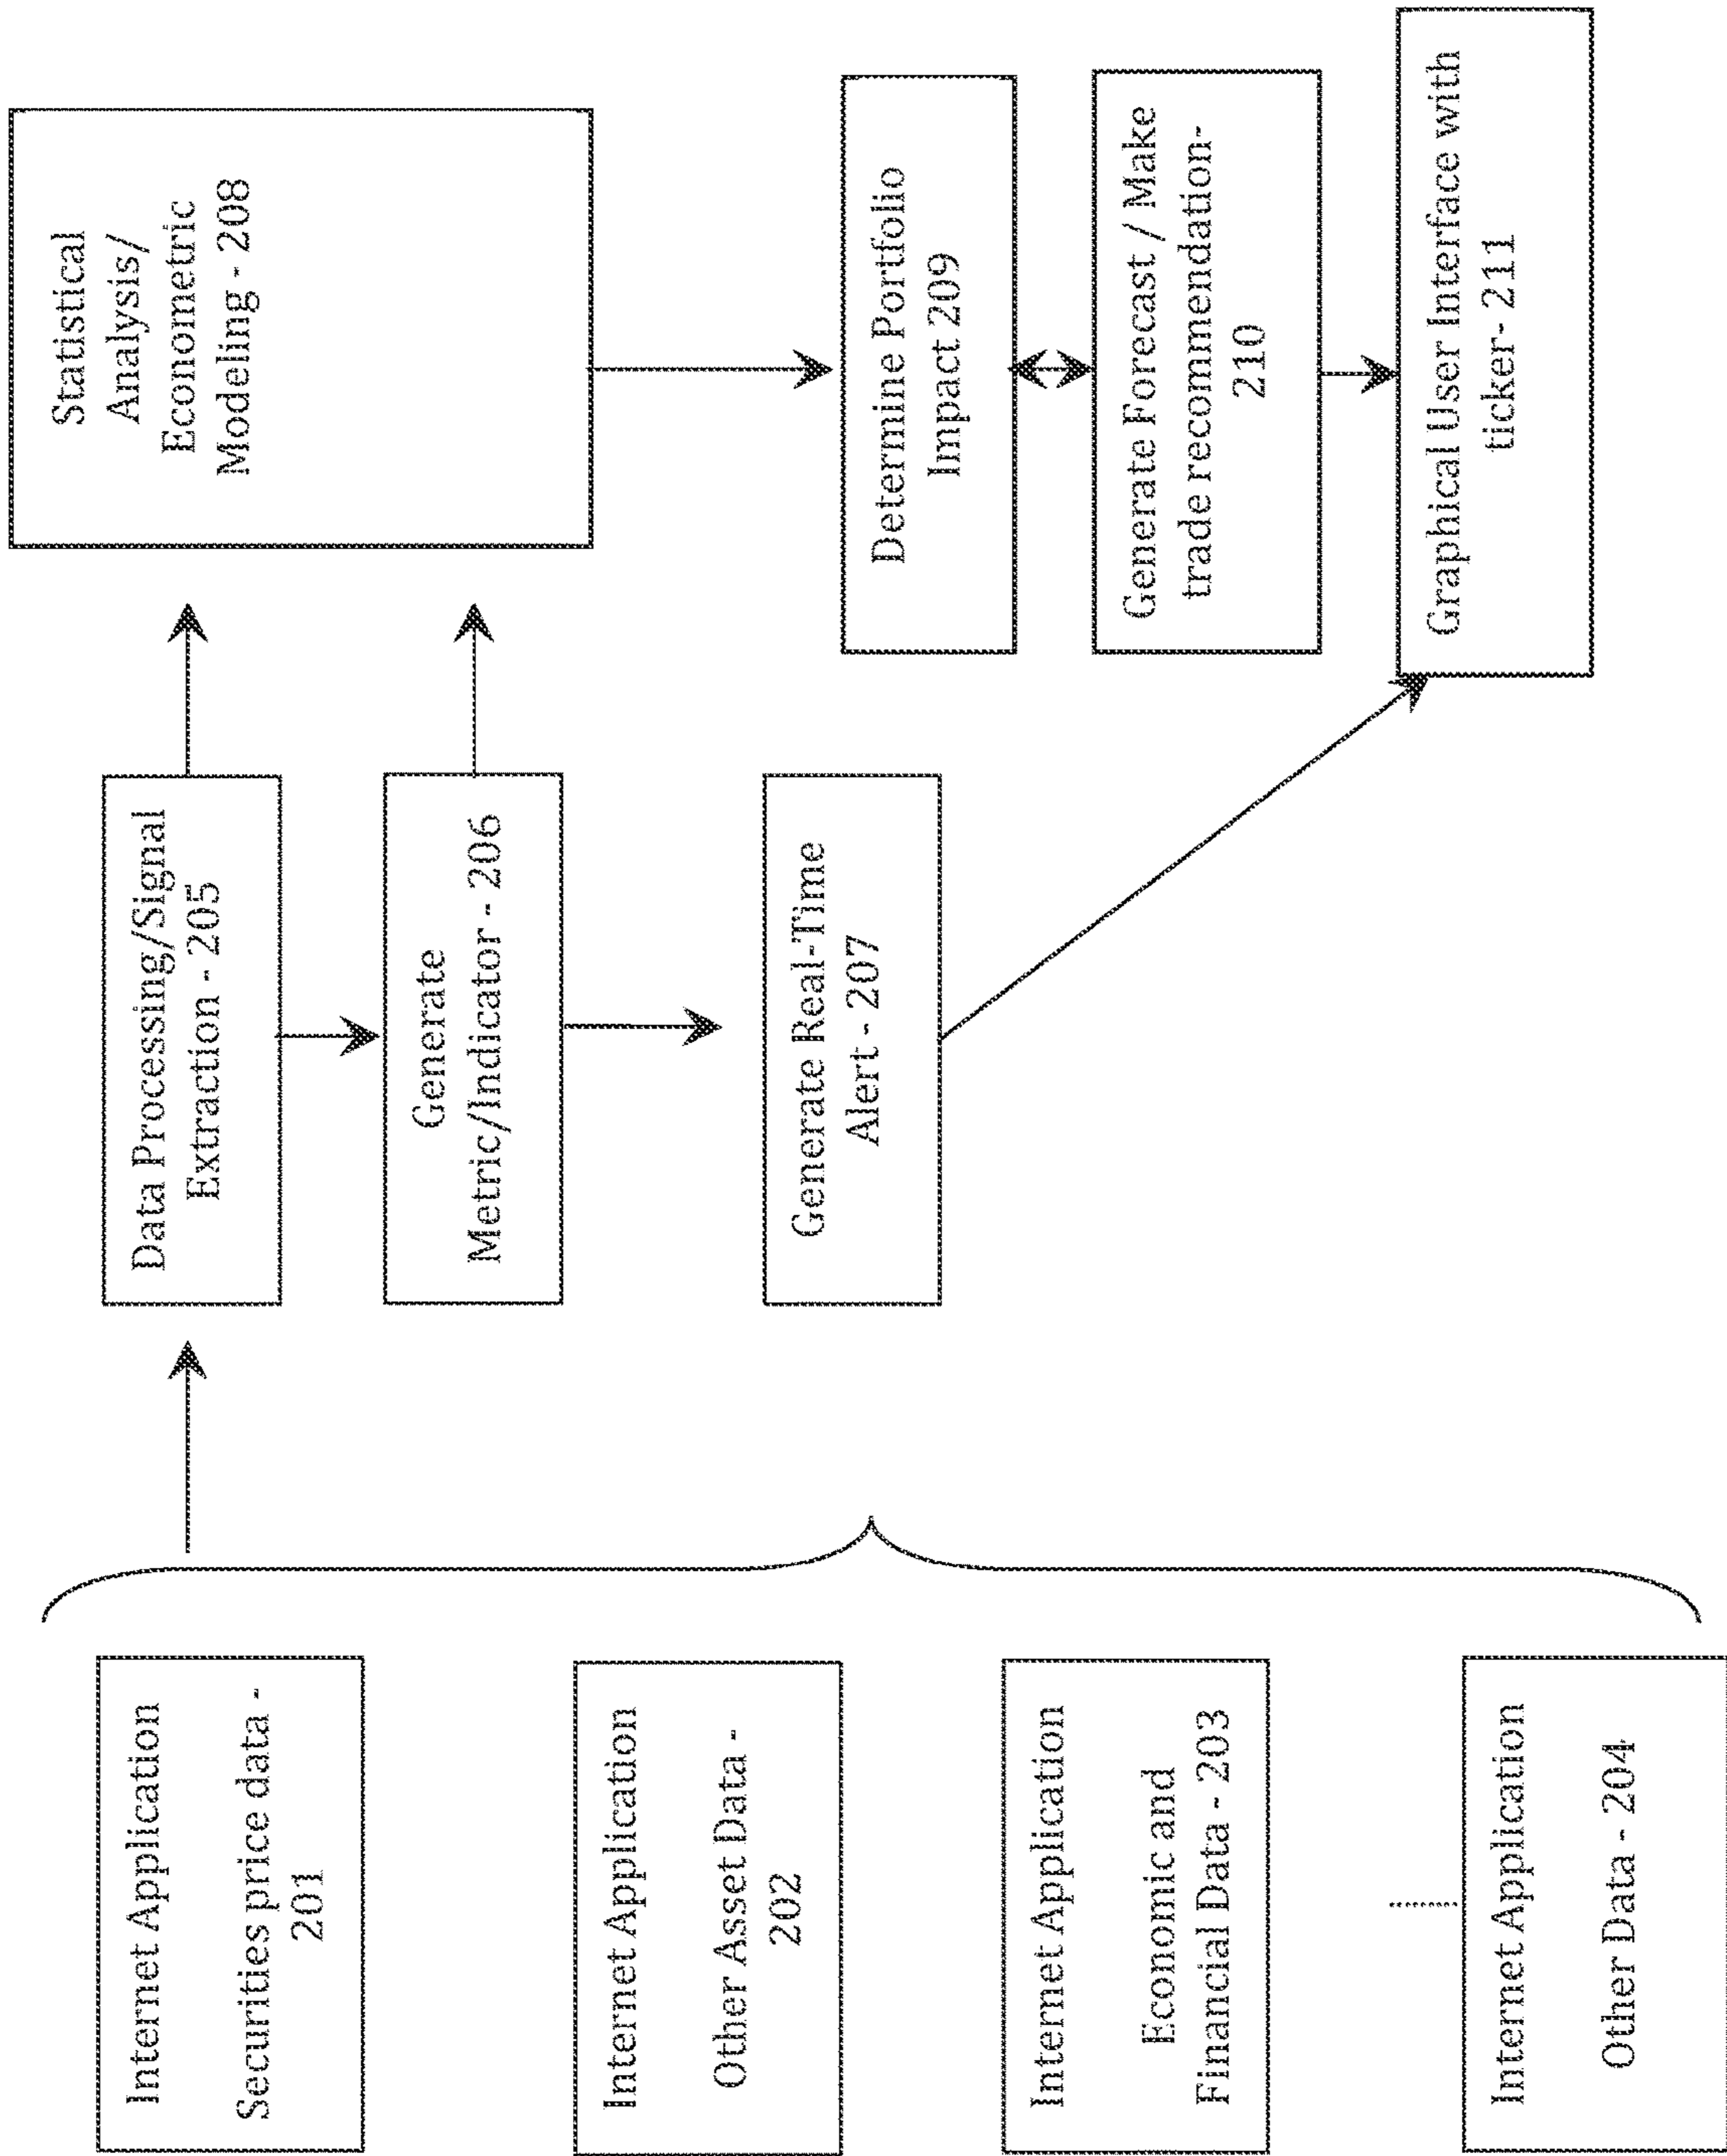 Internet Application
Securities price data -
201
Internet Application
Other Asset Data -
202
Internet Application
Economic and
Financial Data - 203
Internet Application
Other Data - 204
Data Processing/Signal
Extraction - 205
Generate
Metric/Indicator - 206
Generate Real-Time
Alert - 207
Statistical
Analysis/
Econometric
Modeling - 208
Determine Portfolio
Impact 209
Generate Forecast / Make
trade recommendation-
210
Graphical User Interface with
ticker- 211